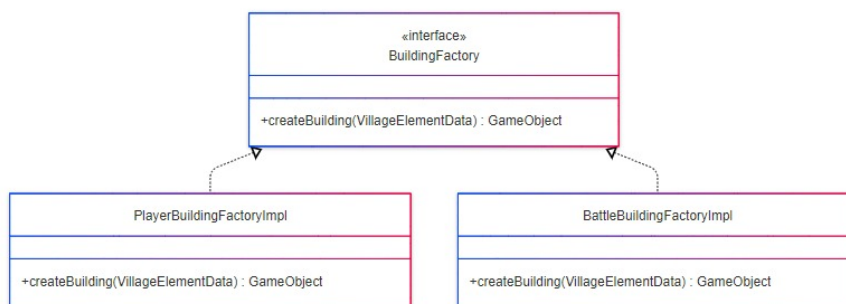 «interface»
BuildingFactory
+createBuilding(VillageElementData) : GameObject
PlayerBuildingFactoryImpl
BattleBuildingFactoryImpl
+createBuilding(VillageElementData) : GameObject
+createBuilding(VillageElementData) : GameObject